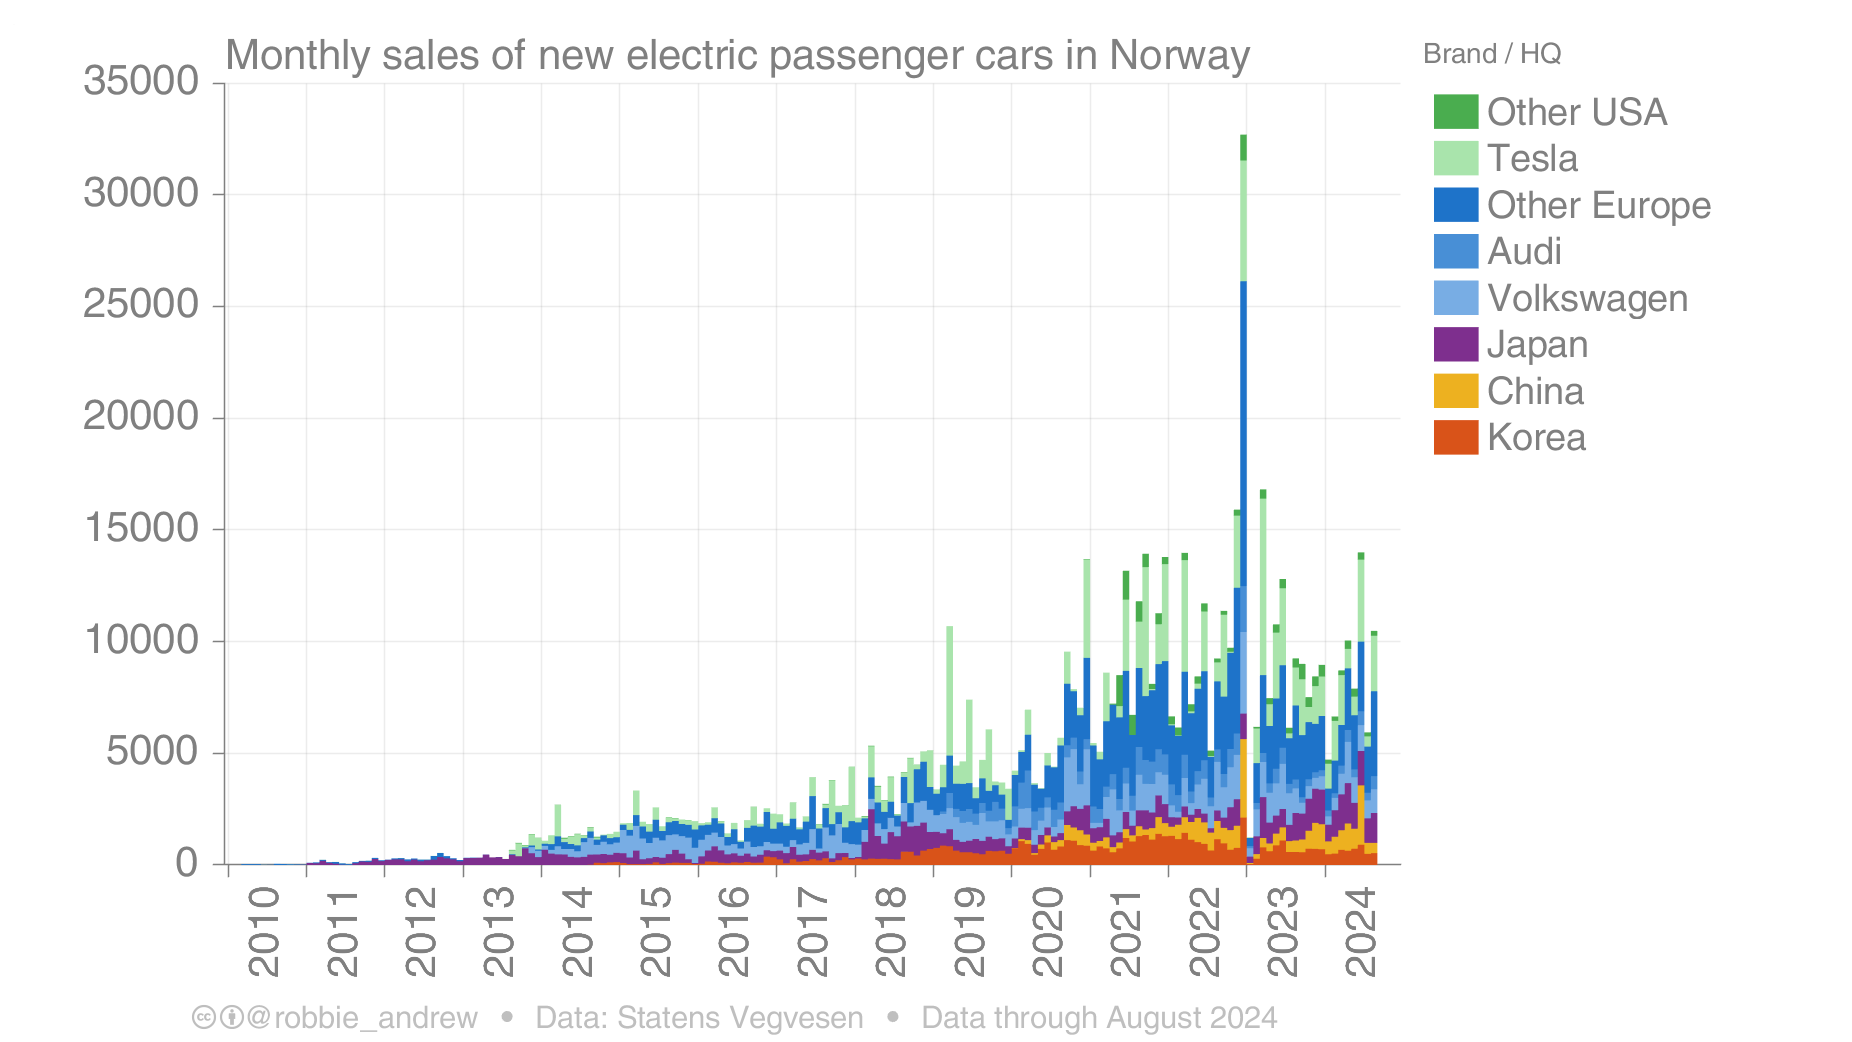 Monthly sales of new electric passenger cars in Norway
Brand / HQ
Other USA
Tesla
Other Europe
Audi
Volkswagen
Japan
China
Korea
35000
30000
25000
20000
15000
10000
5000
0
2010
2011
2012
2013
2014
2015
2016
2017
2018
2019
2020
2021
2022
2023
2024
cc @robbie_andrew • Data: Statens Vegvesen • Data through August 2024